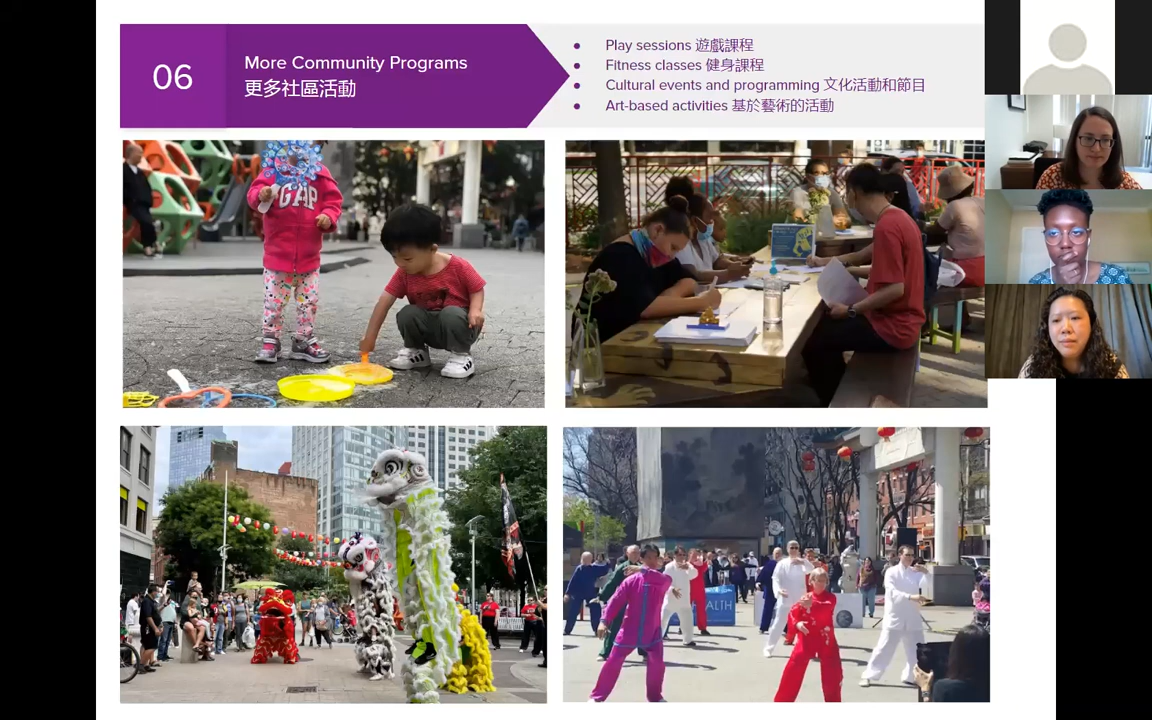 06
More Community Programs
更多社區活動
• Play sessions 遊戲課程
• Fitness classes 健身課程
• Cultural events and programming 文化活動和節目
• Art-based activities 基於藝術的活動
GAP